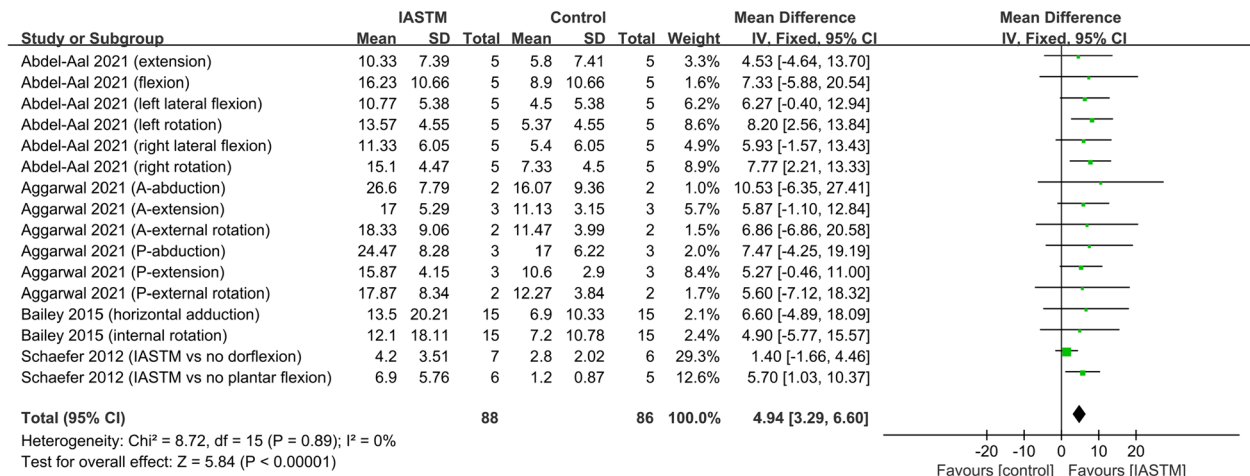 IASTM Control Mean Difference Mean Difference
Study or Subgroup Mean SD Total Mean SD Total Weight IV, Fixed, 95% CI IV, Fixed, 95% CI
Abdel-Aal 2021 (extension) 10.33 7.39 5 5.8 7.41 5 3.3% 4.53 [-4.64, 13.70]
Abdel-Aal 2021 (flexion) 16.23 10.66 5 8.9 10.66 5 1.6% 7.33 [-5.88, 20.54]
Abdel-Aal 2021 (left lateral flexion) 10.77 5.38 5 4.5 5.38 5 6.2% 6.27 [-0.40, 12.94]
Abdel-Aal 2021 (left rotation) 13.57 4.55 5 5.37 4.55 5 8.6% 8.20 [2.56, 13.84]
Abdel-Aal 2021 (right lateral flexion) 11.33 6.05 5 5.4 6.05 5 4.9% 5.93 [-1.57, 13.43]
Abdel-Aal 2021 (right rotation) 15.1 4.47 5 7.33 4.5 5 8.9% 7.77 [2.21, 13.33]
Aggarwal 2021 (A-abduction) 26.6 7.79 2 16.07 9.36 2 1.0% 10.53 [-6.35, 27.41]
Aggarwal 2021 (A-extension) 17 5.29 3 11.13 3.15 3 5.7% 5.87 [-1.10, 12.84]
Aggarwal 2021 (A-external rotation) 18.33 9.06 2 11.47 3.99 2 1.5% 6.86 [-6.86, 20.58]
Aggarwal 2021 (P-abduction) 24.47 8.28 3 17 6.22 3 2.0% 7.47 [-4.25, 19.19]
Aggarwal 2021 (P-extension) 15.87 4.15 3 10.6 2.9 3 8.4% 5.27 [-0.46, 11.00]
Aggarwal 2021 (P-external rotation) 17.87 8.34 2 12.27 3.84 2 1.7% 5.60 [-7.12, 18.32]
Bailey 2015 (horizontal adduction) 13.5 20.21 15 6.9 10.33 15 2.1% 6.60 [-4.89, 18.09]
Bailey 2015 (internal rotation) 12.1 18.11 15 7.2 10.78 15 2.4% 4.90 [-5.77, 15.57]
Schaefer 2012 (IASTM vs no dorflexion) 4.2 3.51 7 2.8 2.02 6 29.3% 1.40 [-1.66, 4.46]
Schaefer 2012 (IASTM vs no plantar flexion) 6.9 5.76 6 1.2 0.87 5 12.6% 5.70 [1.03, 10.37]
Total (95% CI) 88 86 100.0% 4.94 [3.29, 6.60]
Heterogeneity: Chi² = 8.72, df = 15 (P = 0.89); I² = 0%
Test for overall effect: Z = 5.84 (P < 0.00001)
-20 -10 0 10 20
Favours [control] Favours [IASTM]